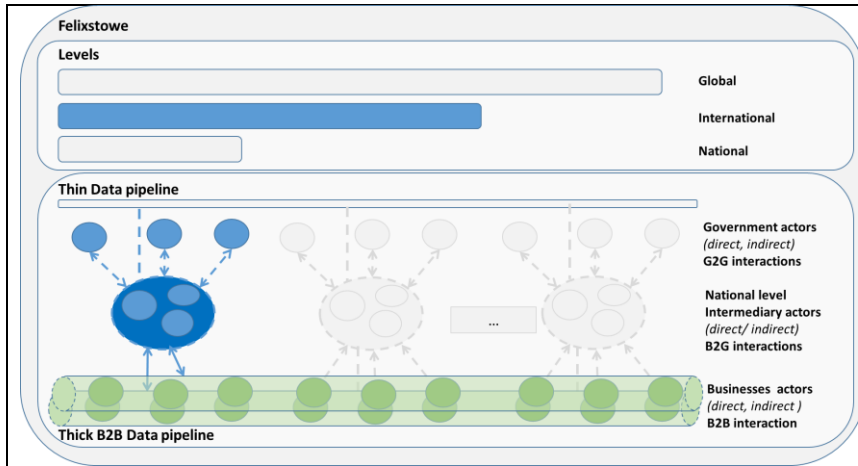 Felixstowe
Levels
Global
International
National
Thin Data pipeline
Government actors
(direct, indirect)
G2G interactions
National level
Intermediary actors
(direct/ indirect)
B2G interactions
...
Businesses actors
(direct, indirect )
B2B interaction
Thick B2B Data pipeline